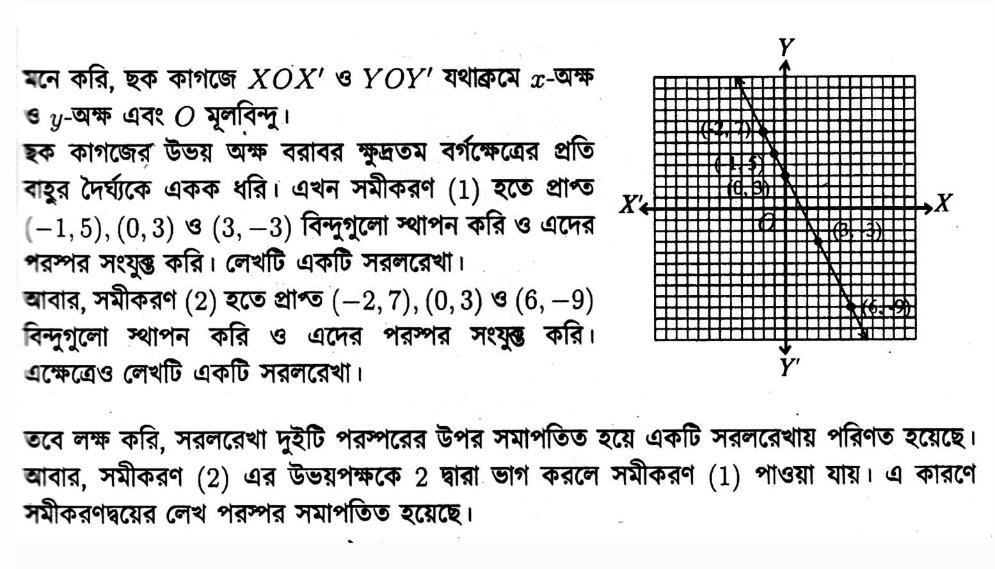 মনে করি, ছক কাগজে XOX′ ও YOY′ যথাক্রমে x-অক্ষ
ও y-অক্ষ এবং O মূলবিন্দু।
ছক কাগজের উভয় অক্ষ বরাবর ক্ষুদ্রতম বর্গক্ষেত্রের প্রতি
বাহুর দৈর্ঘ্যকে একক ধরি। এখন সমীকরণ (1) হতে প্রাপ্ত
(−1, 5), (0, 3) ও (3, −3) বিন্দুগুলো স্থাপন করি ও এদের
পরস্পর সংযুক্ত করি। লেখটি একটি সরলরেখা।
আবার, সমীকরণ (2) হতে প্রাপ্ত (−2, 7), (0, 3) ও (6, −9)
বিন্দুগুলো স্থাপন করি ও এদের পরস্পর সংযুক্ত করি।
এক্ষেত্রেও লেখটি একটি সরলরেখা।
Y
(-2, 7)
(-1, 5)
(0, 3)
X′
X
O
(3, -3)
(6, -9)
Y′
তবে লক্ষ করি, সরলরেখা দুইটি পরস্পরের উপর সমাপতিত হয়ে একটি সরলরেখায় পরিণত হয়েছে।
আবার, সমীকরণ (2) এর উভয়পক্ষকে 2 দ্বারা ভাগ করলে সমীকরণ (1) পাওয়া যায়। এ কারণে
সমীকরণদ্বয়ের লেখ পরস্পর সমাপতিত হয়েছে।